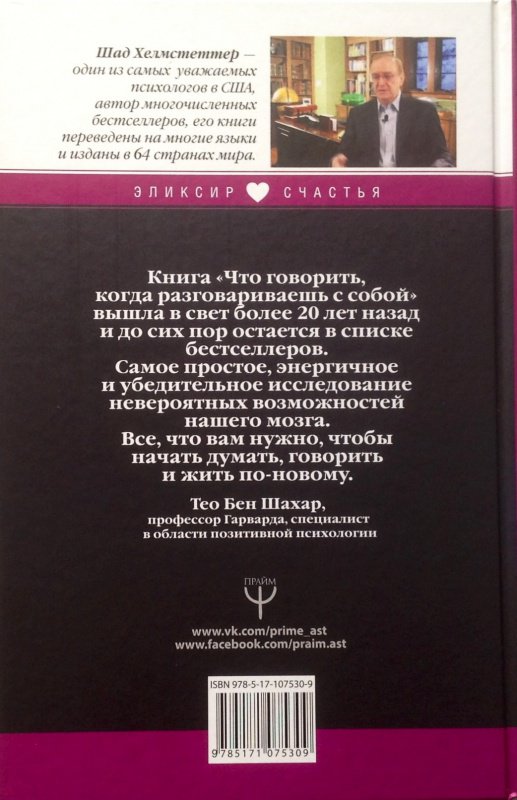 Шад Хелмстеттер —
один из самых уважаемых
психологов в США,
автор многочисленных
бестселлеров, его книги
переведены на многие языки
и изданы в 64 странах мира.
ЭЛИКСИР СЧАСТЬЯ
Книга «Что говорить,
когда разговариваешь с собой»
вышла в свет более 20 лет назад
и до сих пор остается в списке
бестселлеров.
Самое простое, энергичное
и убедительное исследование
невероятных возможностей
нашего мозга.
Все, что вам нужно, чтобы
начать думать, говорить
и жить по-новому.
Тео Бен Шахар,
профессор Гарварда, специалист
в области позитивной психологии
ПРАЙМ
www.vk.com/prime_ast
www.facebook.com/praim.ast
ISBN 978-5-17-107530-9
9 785171 075309